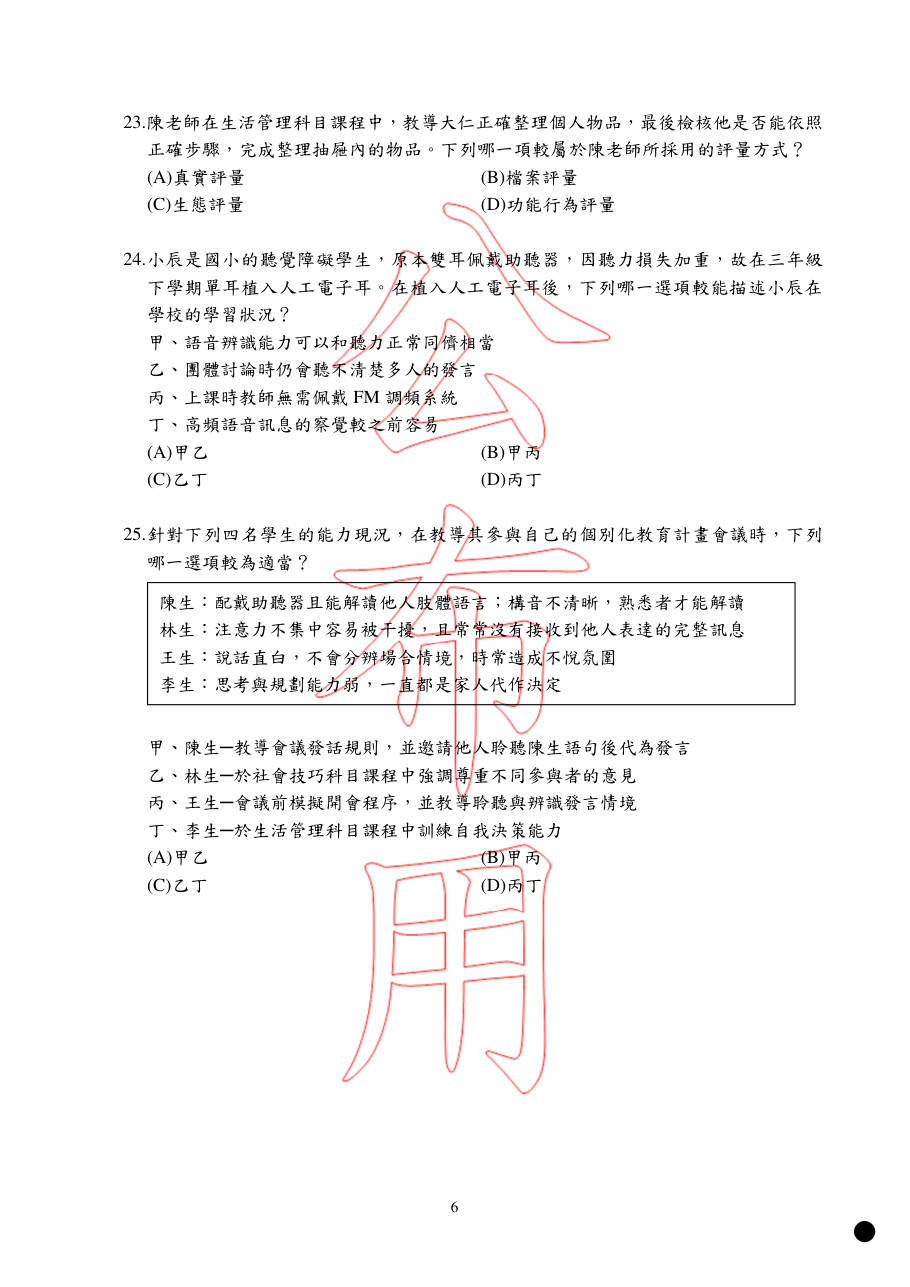 23.陳老師在生活管理科目課程中，教導大仁正確整理個人物品，最後檢核他是否能依照
正確步驟，完成整理抽屜內的物品。下列哪一項較屬於陳老師所採用的評量方式？
(A)真實評量 (B)檔案評量
(C)生態評量 (D)功能行為評量
24.小辰是國小的聽覺障礙學生，原本雙耳佩戴助聽器，因聽力損失加重，故在三年級
下學期單耳植入人工電子耳。在植入人工電子耳後，下列哪一選項較能描述小辰在
學校的學習狀況？
甲、語音辨識能力可以和聽力正常同儕相當
乙、團體討論時仍會聽不清楚多人的發言
丙、上課時教師無需佩戴 FM 調頻系統
丁、高頻語音訊息的察覺較之前容易
(A)甲乙 (B)甲丙
(C)乙丁 (D)丙丁
25.針對下列四名學生的能力現況，在教導其參與自己的個別化教育計畫會議時，下列
哪一選項較為適當？
陳生：配戴助聽器且能解讀他人肢體語言；構音不清晰，熟悉者才能解讀
林生：注意力不集中容易被干擾，且常常沒有接收到他人表達的完整訊息
王生：說話直白，不會分辨場合情境，時常造成不悅氛圍
李生：思考與規劃能力弱，一直都是家人代作決定
甲、陳生─教導會議發話規則，並邀請他人聆聽陳生語句後代為發言
乙、林生─於社會技巧科目課程中強調尊重不同參與者的意見
丙、王生─會議前模擬開會程序，並教導聆聽與辨識發言情境
丁、李生─於生活管理科目課程中訓練自我決策能力
(A)甲乙 (B)甲丙
(C)乙丁 (D)丙丁
公
布
用
6